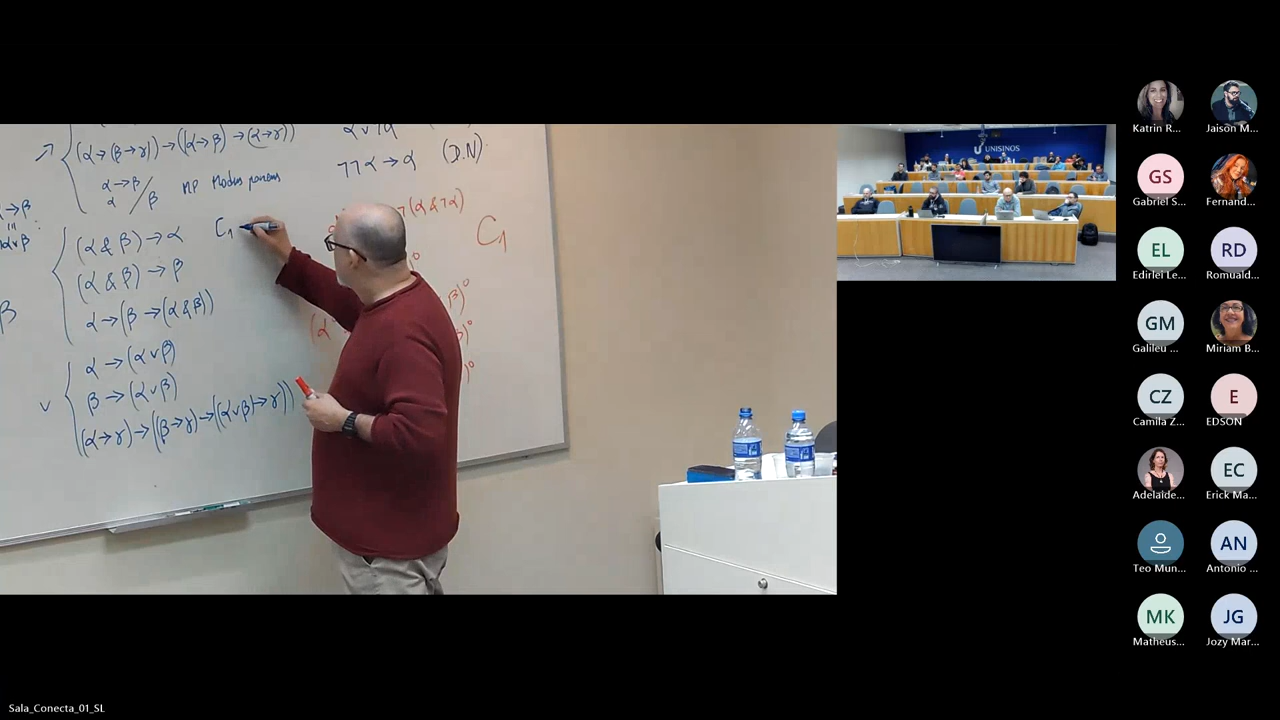 (α→(β→γ))→((α→β)→(α→γ))
α→β
α / β MP Modus ponens
α∨¬α
¬¬α→α (D.N)
(α & β)→α
(α & β)→β
α→(β→(α&β))
C₁
¬(α & ¬α)
C₁
∨
α→(α∨β)
β→(α∨β)
(α→γ)→((β→γ)→((α∨β)→γ))
UNISINOS
Katrin R...
Jaison M...
GS
Gabriel S...
Fernand...
EL
Edirlei Le...
RD
Romuald...
GM
Galileu ...
Miriam B...
CZ
Camila Z...
E
EDSON
Adelaide...
EC
Erick Ma...
Teo Mun...
AN
Antonio ...
MK
Matheus...
JG
Jozy Mar...
Sala_Conecta_01_SL